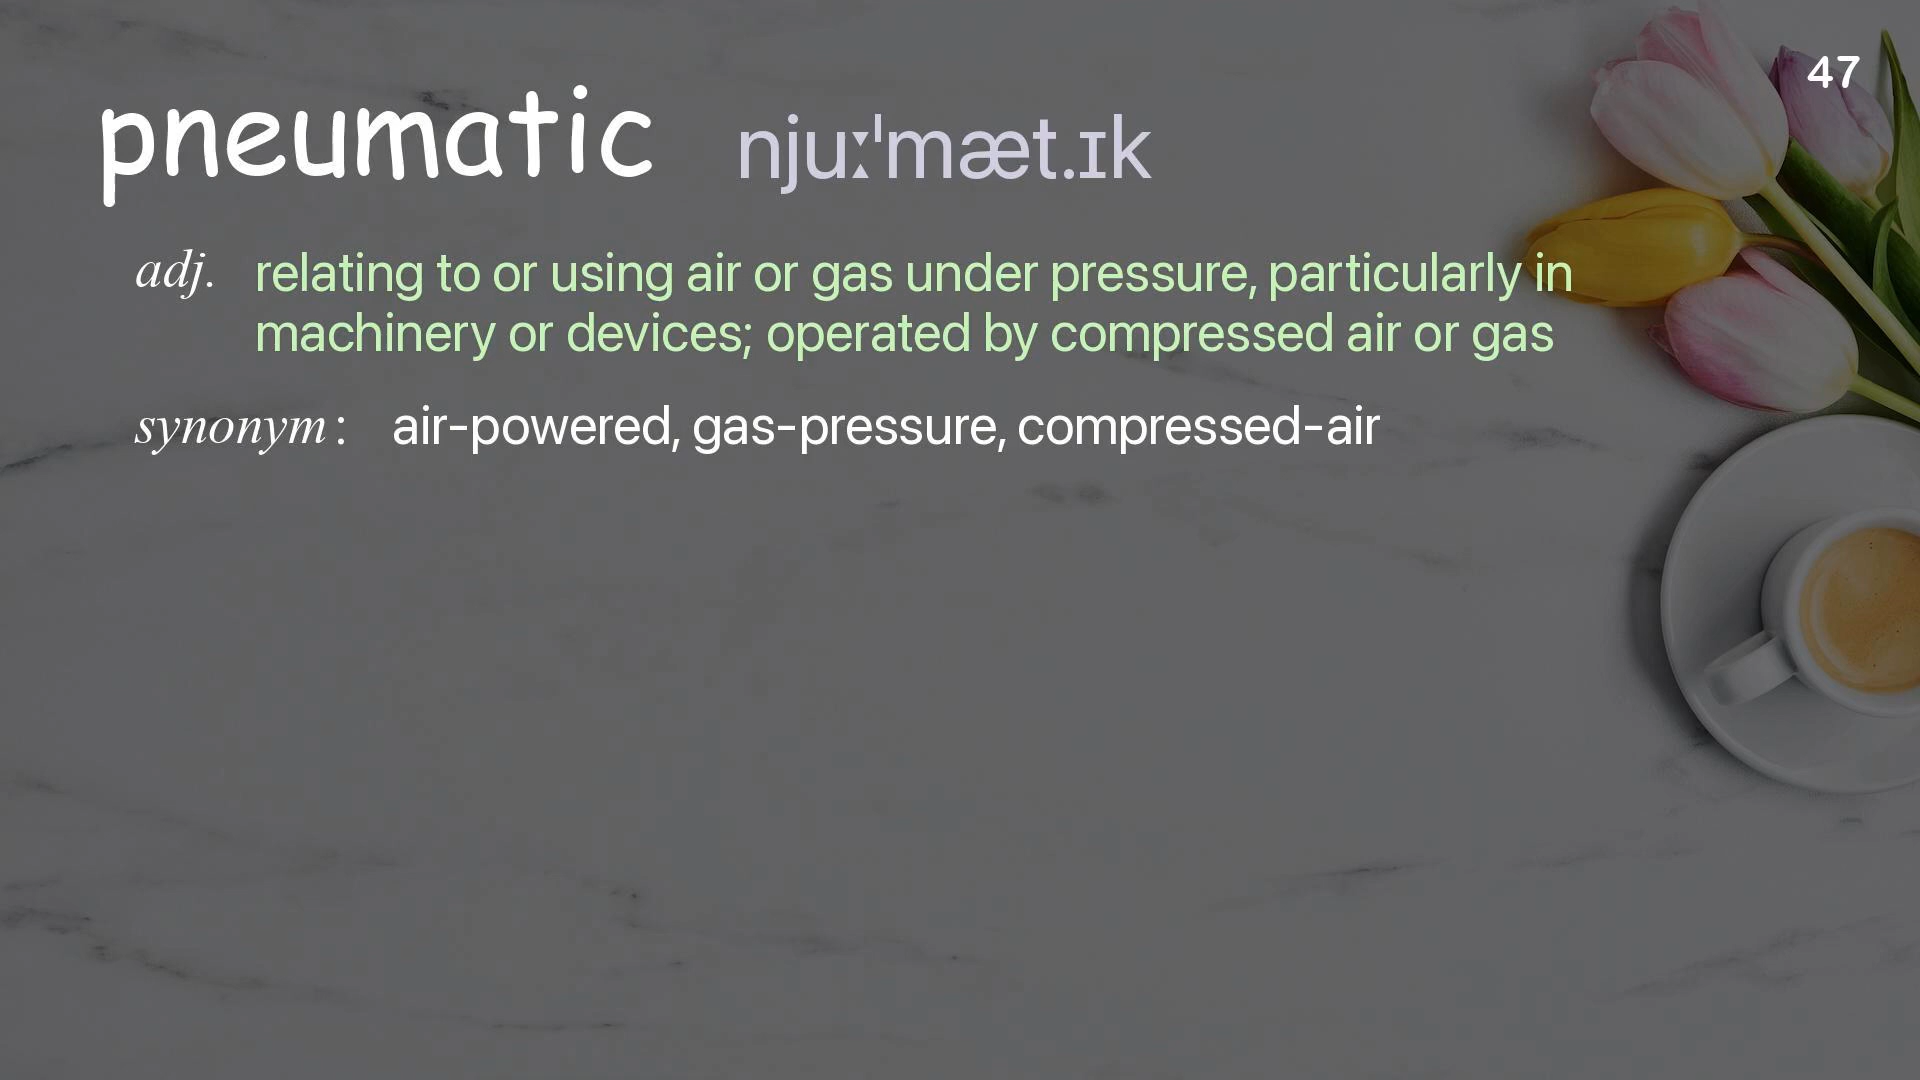 47
pneumatic njuːˈmæt.ɪk
adj. relating to or using air or gas under pressure, particularly in
machinery or devices; operated by compressed air or gas
synonym: air-powered, gas-pressure, compressed-air